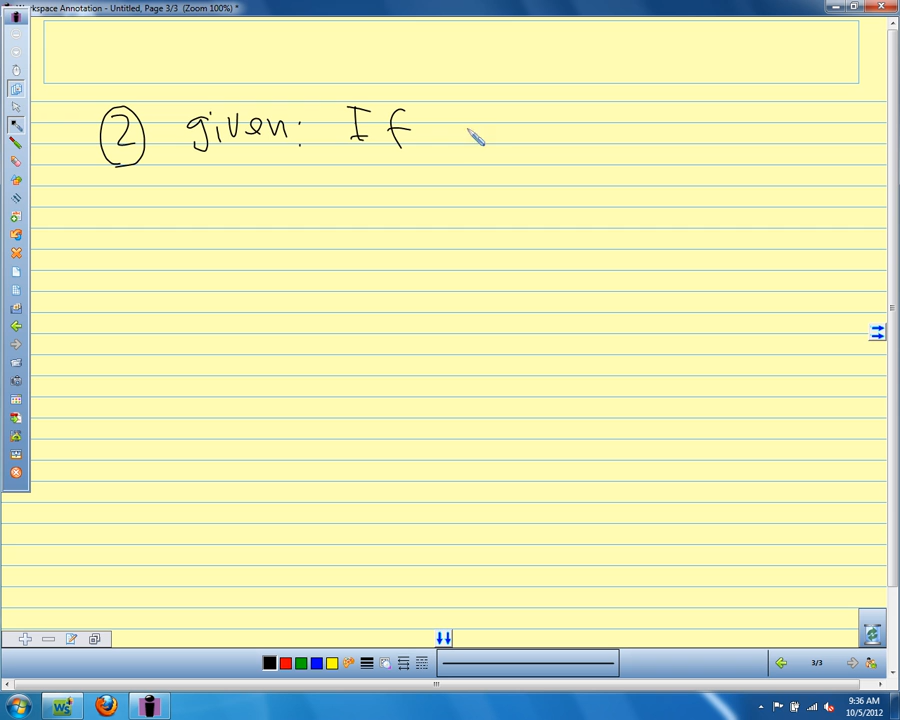 Workspace Annotation - Untitled, Page 3/3 (Zoom 100%) *
2 given: If
3/3
9:36 AM
10/5/2012